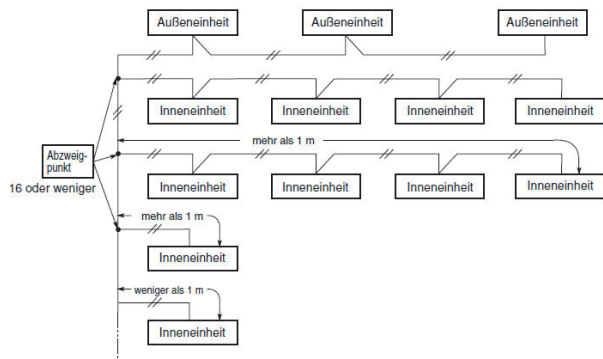 Außeneinheit Außeneinheit Außeneinheit
Inneneinheit Inneneinheit Inneneinheit Inneneinheit
mehr als 1 m
Abzweig-
punkt
16 oder weniger
Inneneinheit Inneneinheit Inneneinheit Inneneinheit
mehr als 1 m
Inneneinheit
weniger als 1 m
Inneneinheit